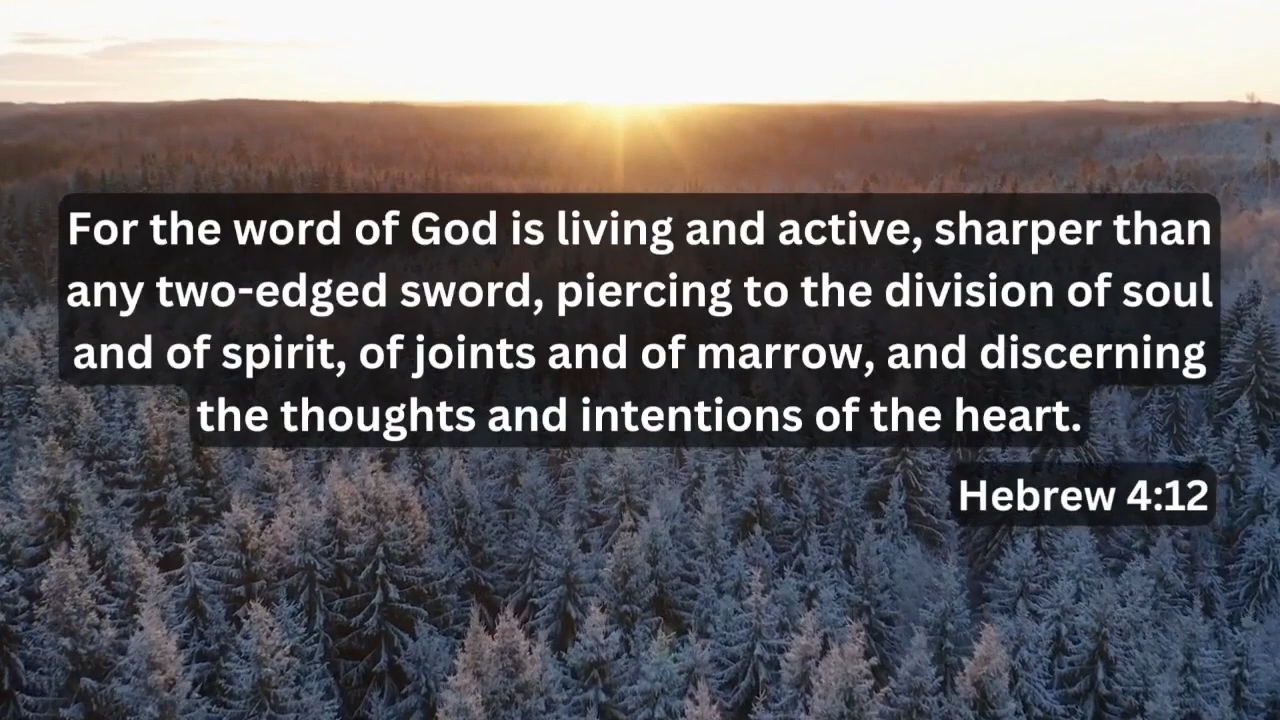 For the word of God is living and active, sharper than
any two-edged sword, piercing to the division of soul
and of spirit, of joints and of marrow, and discerning
the thoughts and intentions of the heart.
Hebrew 4:12